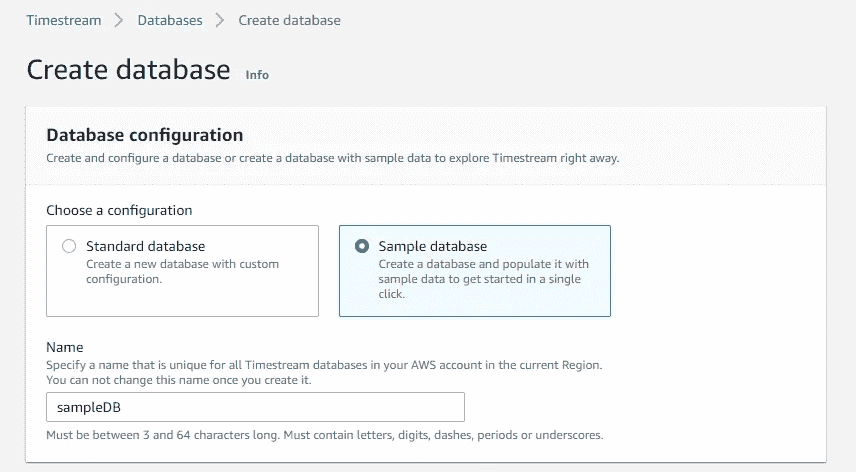 Timestream > Databases > Create database
Create database Info
Database configuration
Create and configure a database or create a database with sample data to explore Timestream right away.
Choose a configuration
Standard database
Create a new database with custom
configuration.
Sample database
Create a database and populate it with
sample data to get started in a single
click.
Name
Specify a name that is unique for all Timestream databases in your AWS account in the current Region.
You can not change this name once you create it.
sampleDB
Must be between 3 and 64 characters long. Must contain letters, digits, dashes, periods or underscores.